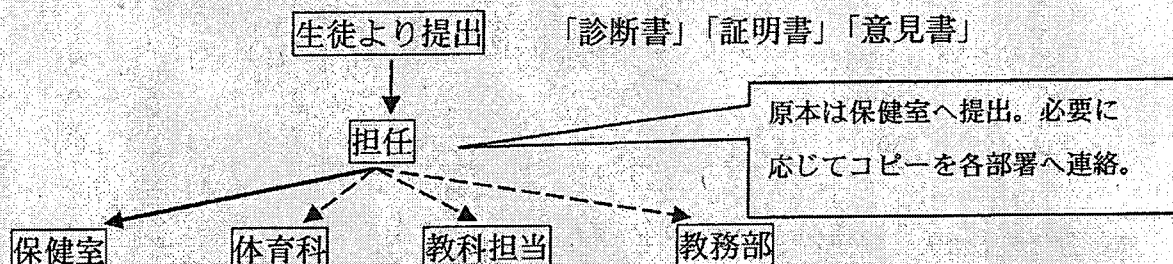 生徒より提出 「診断書」「証明書」「意見書」
担任
原本は保健室へ提出。必要に
応じてコピーを各部署へ連絡。
保健室 体育科 教科担当 教務部